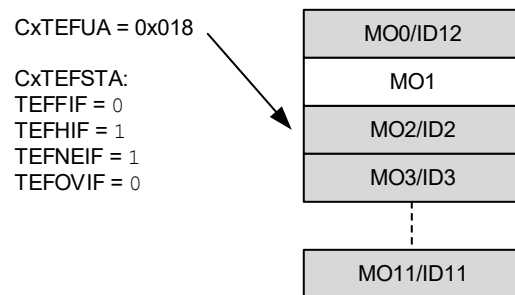 CxTEFUA = 0x018
CxTEFSTA:
TEFFIF = 0
TEFHIF = 1
TEFNEIF = 1
TEFOVIF = 0
MO0/ID12
MO1
MO2/ID2
MO3/ID3
MO11/ID11